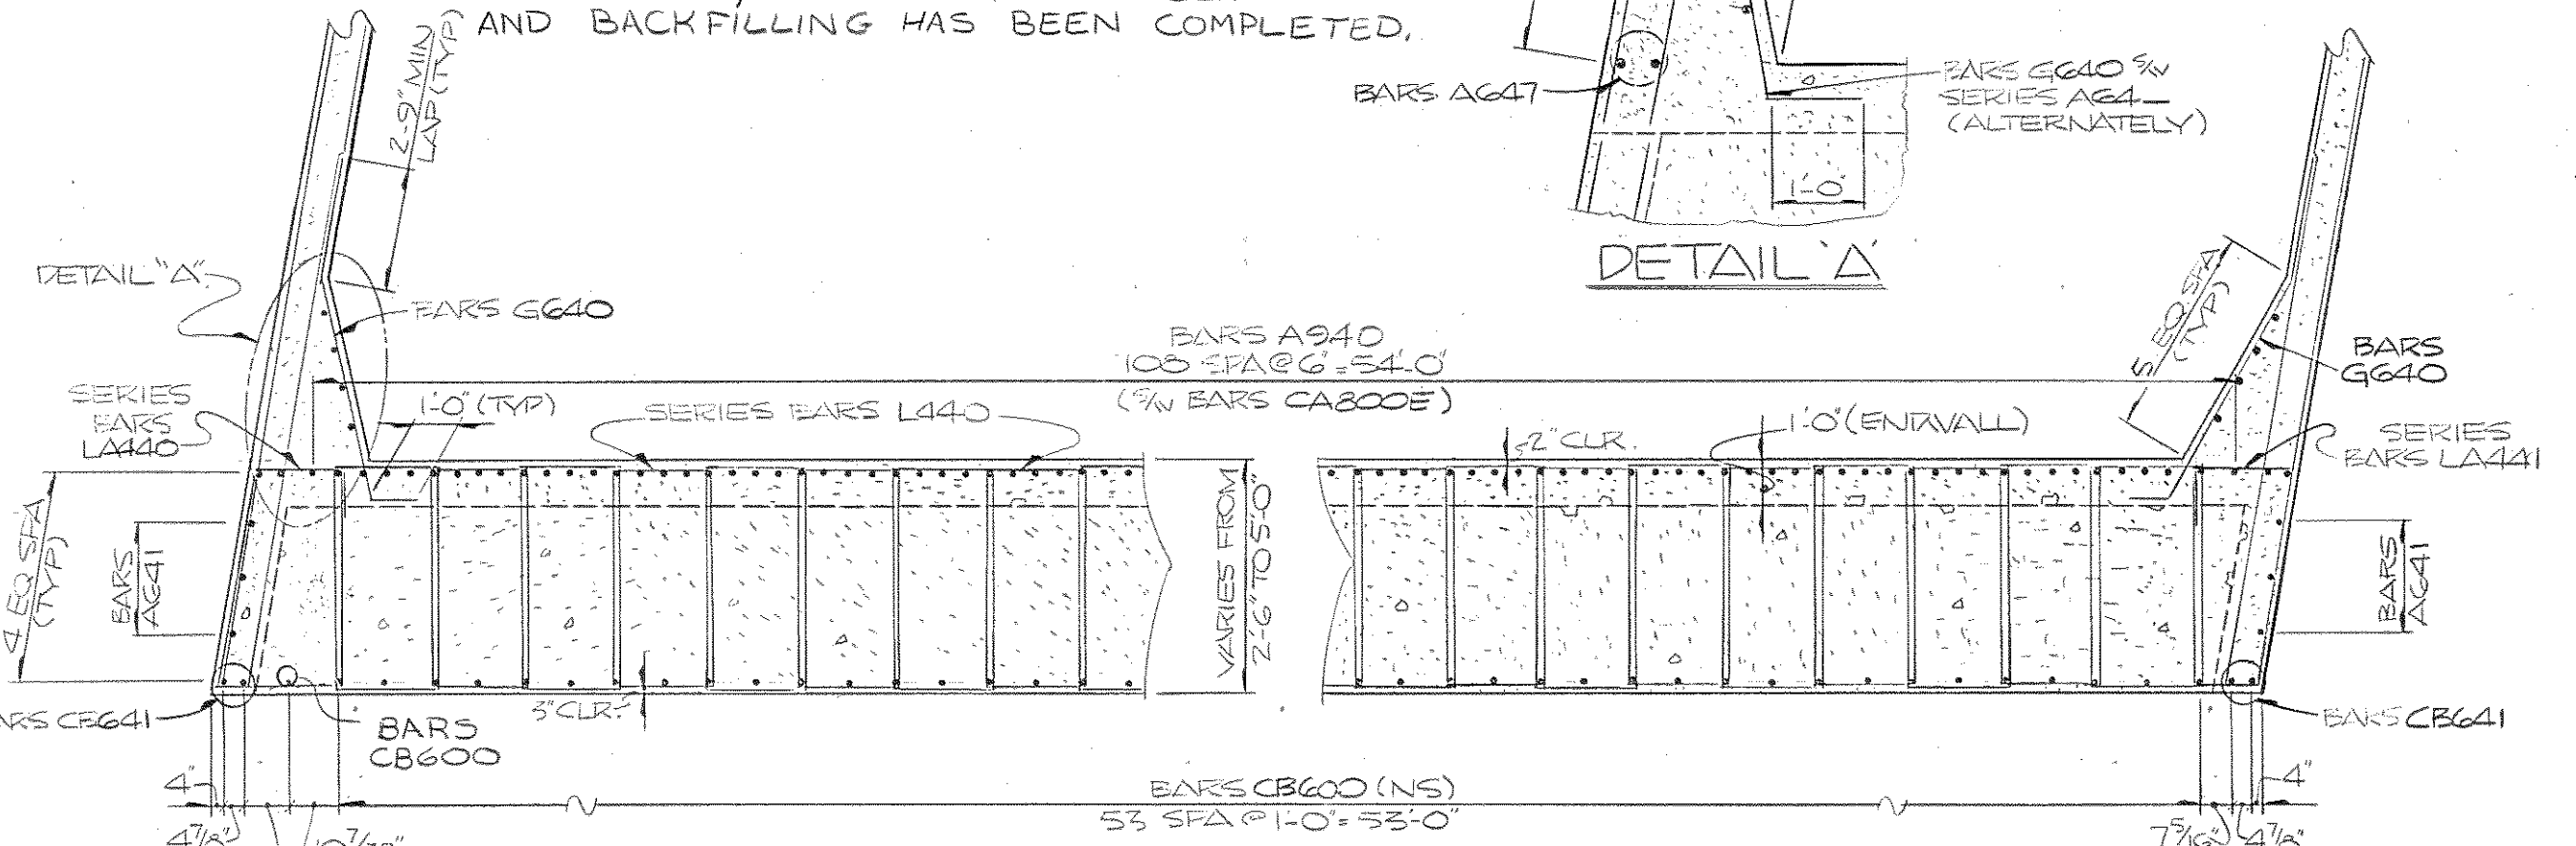 AND BACKFILLING HAS BEEN COMPLETED.
2'-9" MIN
LAP (TYP)
BARS A647
BARS G640 S/W
SERIES A64_
(ALTERNATELY)
1'-0"
DETAIL 'A'
DETAIL "A"
BARS G640
BARS A940
108 SPA @ 6" = 54'-0"
(S/W BARS CA800E)
5 EQ SPA
(TYP)
BARS
G640
SERIES
BARS
LA440
1'-0" (TYP)
SERIES BARS L440
2" CLR.
1'-0" (ENDWALL)
SERIES
BARS LA441
4 EQ SPA
(TYP)
BARS
A641
VARIES FROM
2'-6" TO 5'-0"
BARS
A641
BARS CB641
BARS
CB600
3" CLR.
BARS CB641
4"
BARS CB600 (NS)
53 SPA @ 1'-0" = 53'-0"
4"
4 7/8"
7 5/16"
4 7/8"